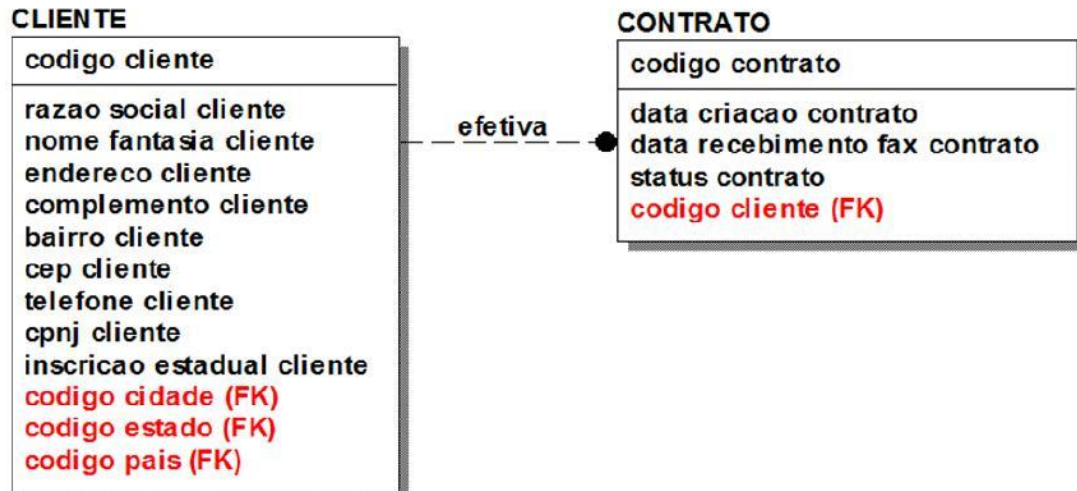 CLIENTE
codigo cliente
razao social cliente
nome fantasia cliente
endereco cliente
complemento cliente
bairro cliente
cep cliente
telefone cliente
cpnj cliente
inscricao estadual cliente
codigo cidade (FK)
codigo estado (FK)
codigo pais (FK)
efetiva
CONTRATO
codigo contrato
data criacao contrato
data recebimento fax contrato
status contrato
codigo cliente (FK)